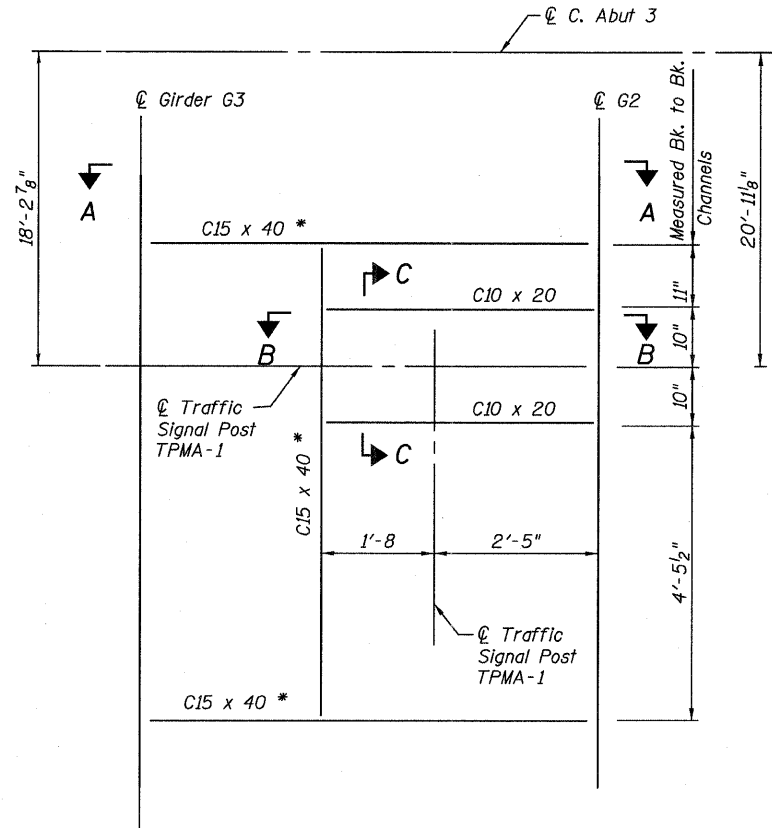 ℄ C. Abut 3
℄ Girder G3
℄ G2
Measured Bk. to Bk.
Channels
18'-2 7/8"
20'-11 1/8"
A
A
C15 x 40 *
C
C10 x 20
11"
10"
B
B
℄ Traffic
Signal Post
TPMA-1
10"
C10 x 20
C
C15 x 40 *
1'-8
2'-5"
4'-5 1/2"
℄ Traffic
Signal Post
TPMA-1
C15 x 40 *